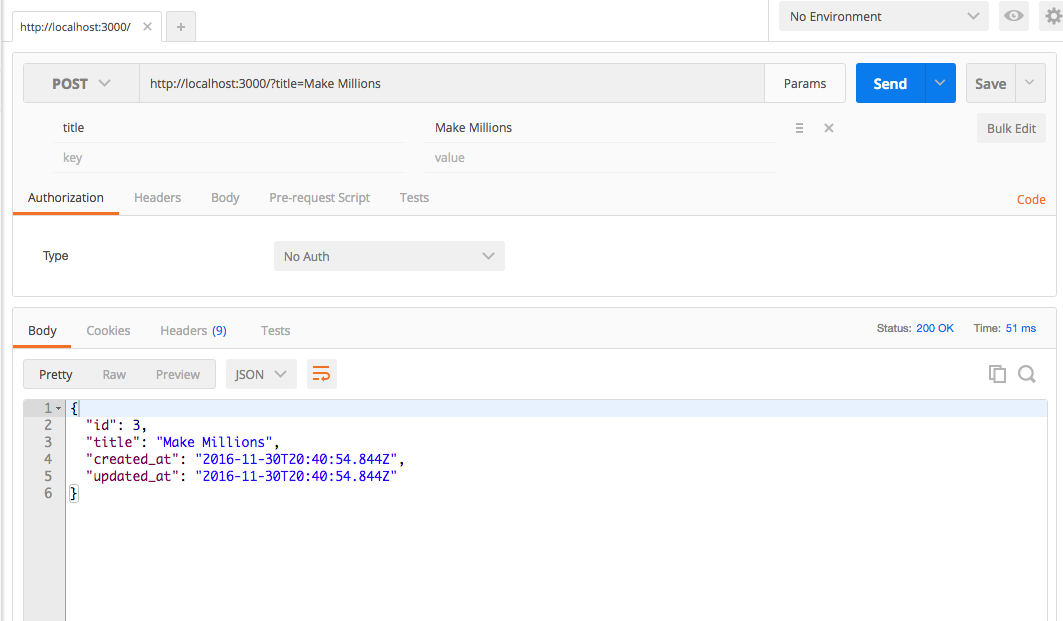 http://localhost:3000/ × +
No Environment
POST http://localhost:3000/?title=Make Millions Params Send Save
title Make Millions Bulk Edit
key value
Authorization Headers Body Pre-request Script Tests Code
Type No Auth
Body Cookies Headers (9) Tests Status: 200 OK Time: 51 ms
Pretty Raw Preview JSON
1 {
2 "id": 3,
3 "title": "Make Millions",
4 "created_at": "2016-11-30T20:40:54.844Z",
5 "updated_at": "2016-11-30T20:40:54.844Z"
6 }